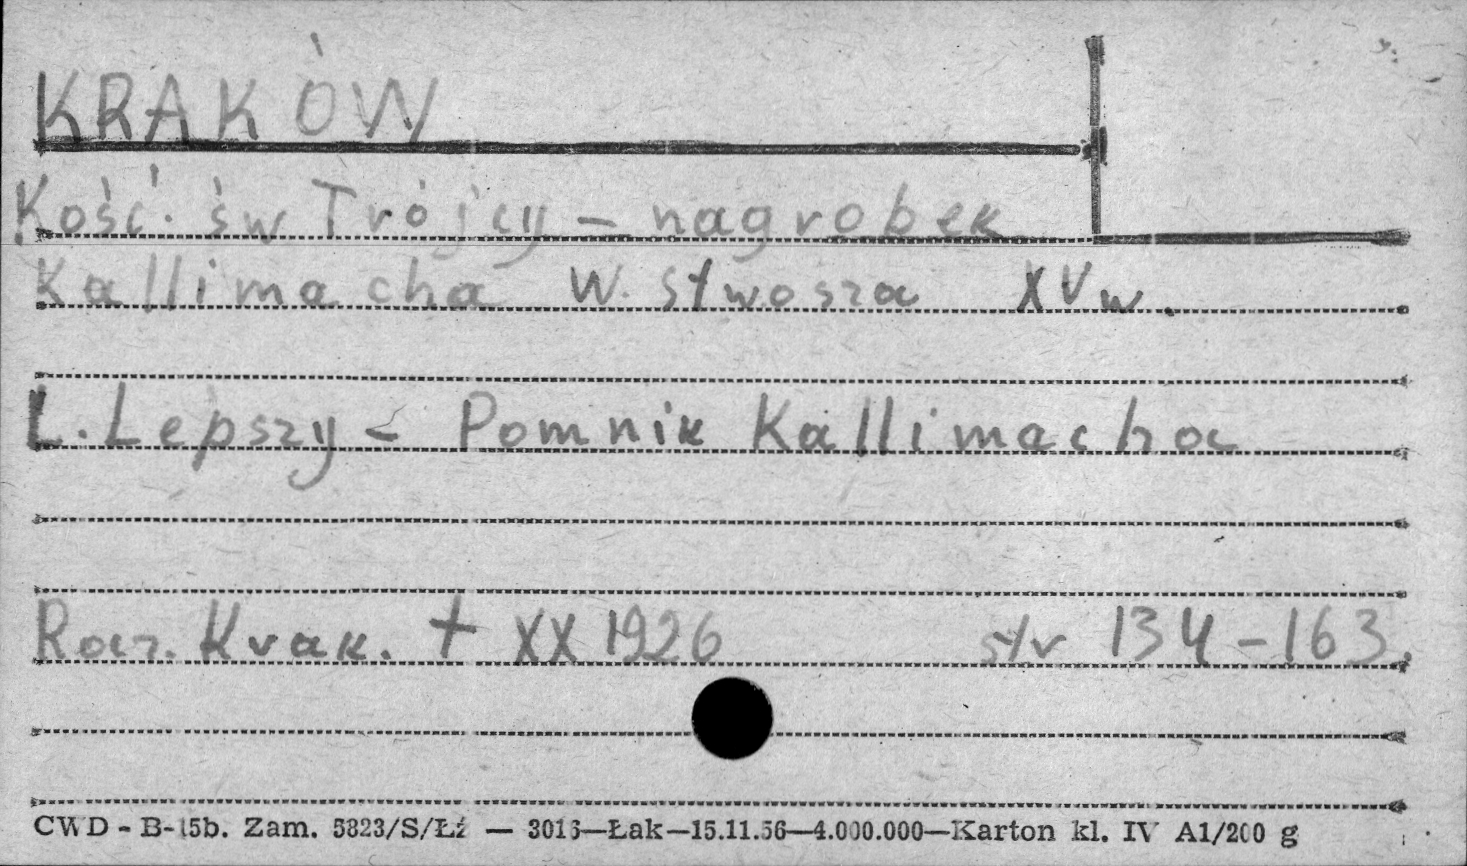 KRAKÓW
Kość. św Trójcy – nagrobek
Kallimacha W. Stwosza XV w.
L. Lepszy – Pomnik Kallimacha
Rocz. Krak. t XX 1926 str 134-163.
CWD - B-15b. Zam. 5823/S/Łź — 3016—Łak—15.11.56—4.000.000—Karton kl. IV A1/200 g